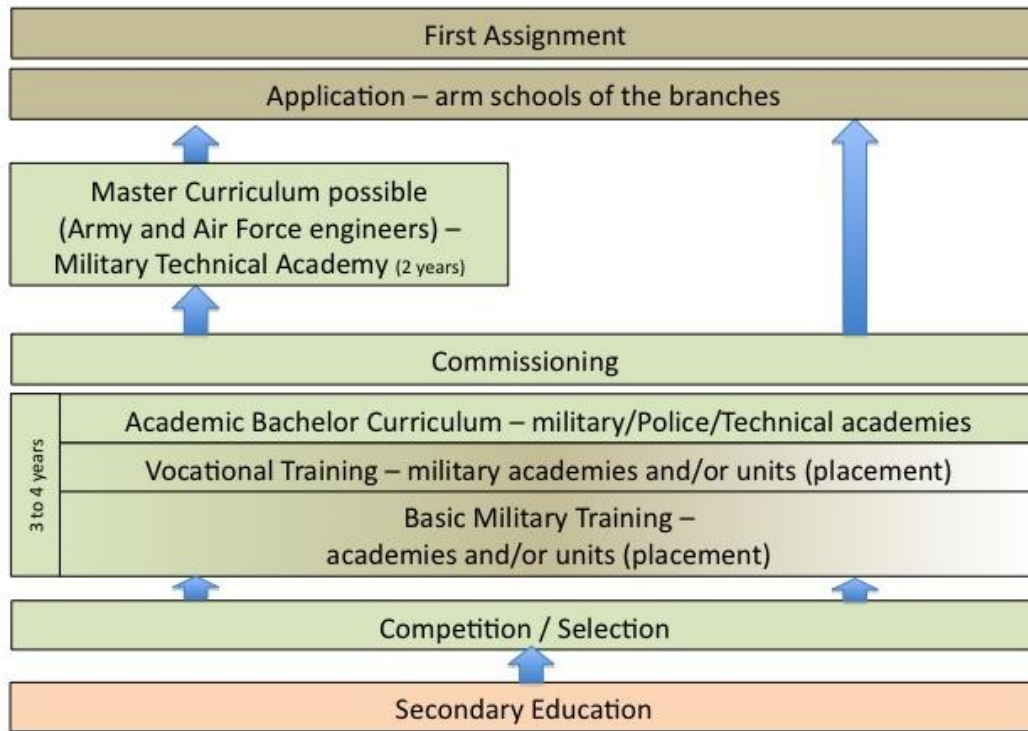 First Assignment
Application – arm schools of the branches
Master Curriculum possible
(Army and Air Force engineers) –
Military Technical Academy (2 years)
Commissioning
3 to 4 years
Academic Bachelor Curriculum – military/Police/Technical academies
Vocational Training – military academies and/or units (placement)
Basic Military Training –
academies and/or units (placement)
Competition / Selection
Secondary Education